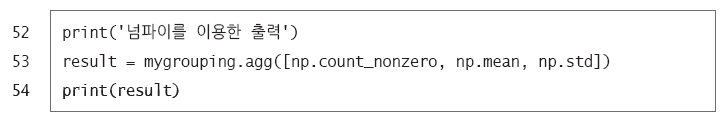 52 print('넘파이를 이용한 출력')
53 result = mygrouping.agg([np.count_nonzero, np.mean, np.std])
54 print(result)